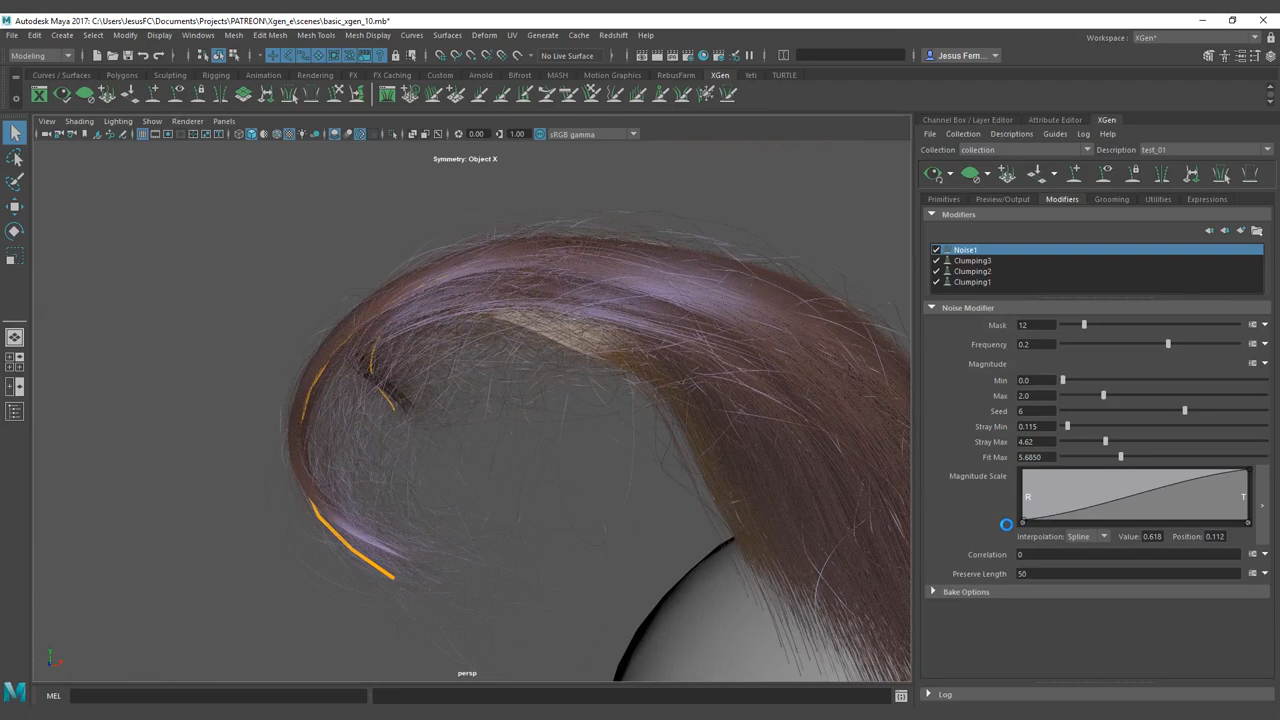 Autodesk Maya 2017: C:\Users\JesusFC\Documents\Projects\PATREON\Xgen_e\scenes\basic_xgen_10.mb*
File Edit Create Select Modify Display Windows Mesh Edit Mesh Mesh Tools Mesh Display Curves Surfaces Deform UV Generate Cache Redshift Help
Workspace : XGen*
Modeling
No Live Surface
Jesus Fern...
Curves / Surfaces Polygons Sculpting Rigging Animation Rendering FX FX Caching Custom Arnold Bifrost MASH Motion Graphics RebusFarm XGen Yeti TURTLE
View Shading Lighting Show Renderer Panels
0.00 1.00 sRGB gamma
Symmetry: Object X
persp
MEL
Channel Box / Layer Editor Attribute Editor XGen
File Collection Descriptions Guides Log Help
Collection collection Description test_01
Primitives Preview/Output Modifiers Grooming Utilities Expressions
Modifiers
Noise1
Clumping3
Clumping2
Clumping1
Noise Modifier
Mask 12
Frequency 0.2
Magnitude
Min 0.0
Max 2.0
Seed 6
Stray Min 0.115
Stray Max 4.62
Fit Max 5.6850
Magnitude Scale R T
Interpolation: Spline Value: 0.618 Position: 0.112
Correlation 0
Preserve Length 50
Bake Options
Log